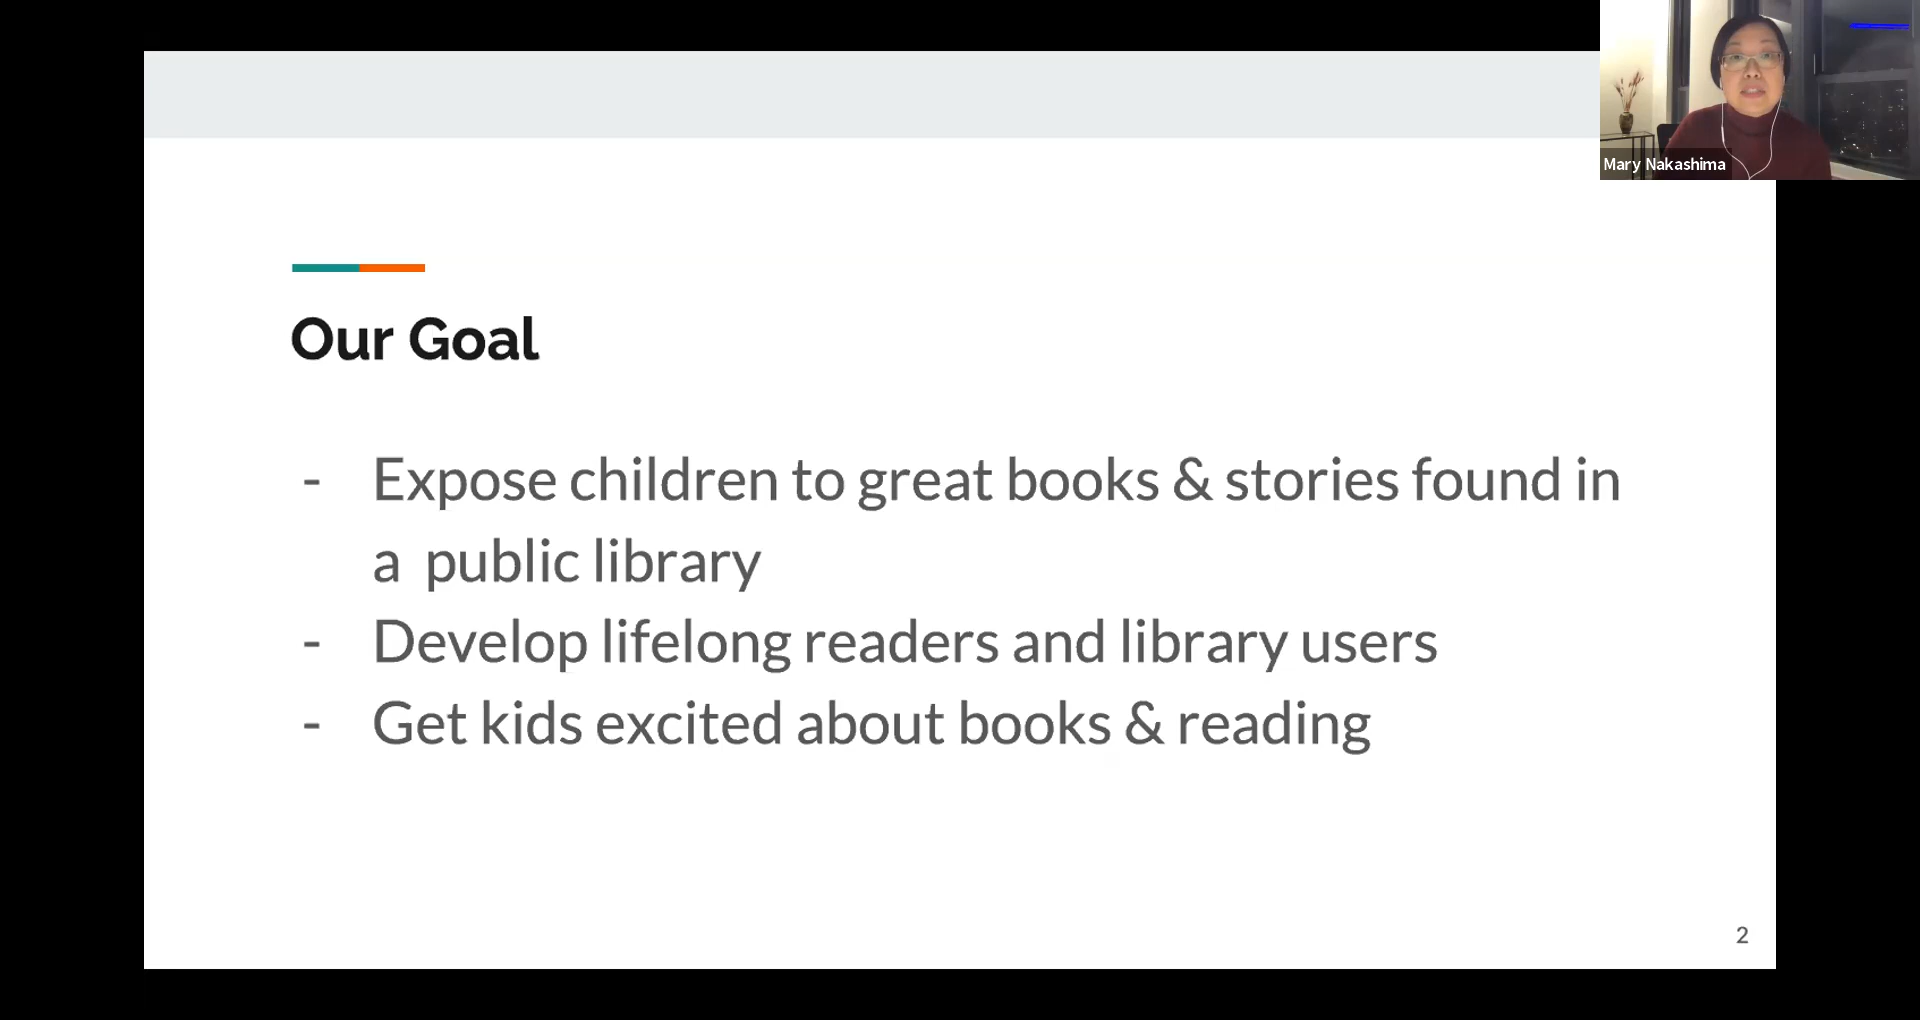 Mary Nakashima
Our Goal
- Expose children to great books & stories found in
a  public library
- Develop lifelong readers and library users
- Get kids excited about books & reading
2